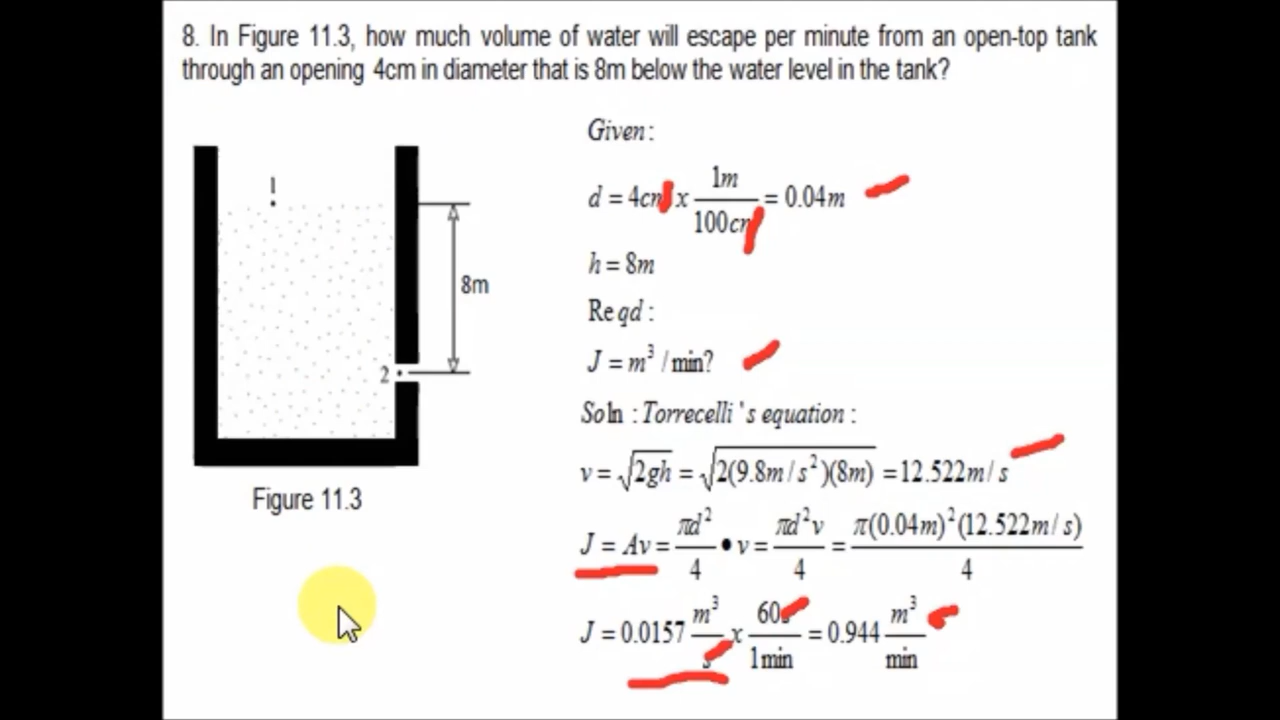 8. In Figure 11.3, how much volume of water will escape per minute from an open-top tank
through an opening 4cm in diameter that is 8m below the water level in the tank?
Given :
d = 4cm x 1m/100cm = 0.04m
h = 8m
Re qd :
J = m³ / min?
Soln : Torrecelli 's equation :
v = √2gh = √2(9.8m / s²)(8m) = 12.522m / s
J = Av = πd²/4 • v = πd²v/4 = π(0.04m)²(12.522m / s)/4
J = 0.0157 m³/s x 60s/1min = 0.944 m³/min
1
8m
2
Figure 11.3